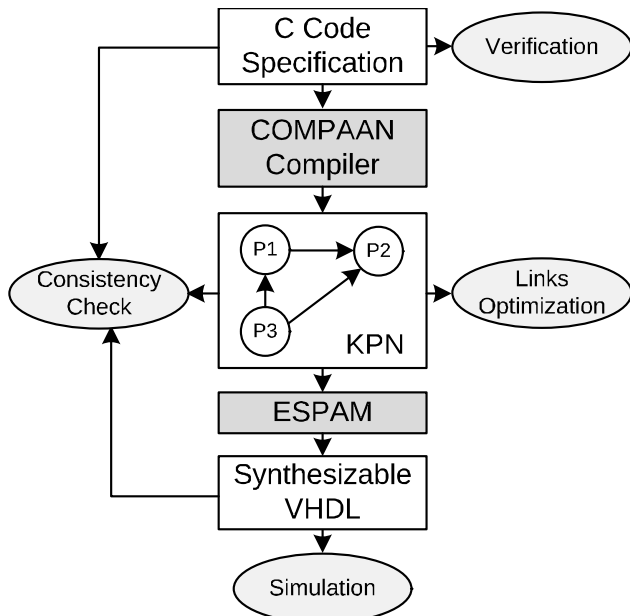 C Code
Specification
Verification
COMPAAN
Compiler
P1
P2
Consistency
Check
Links
Optimization
P3
KPN
ESPAM
Synthesizable
VHDL
Simulation